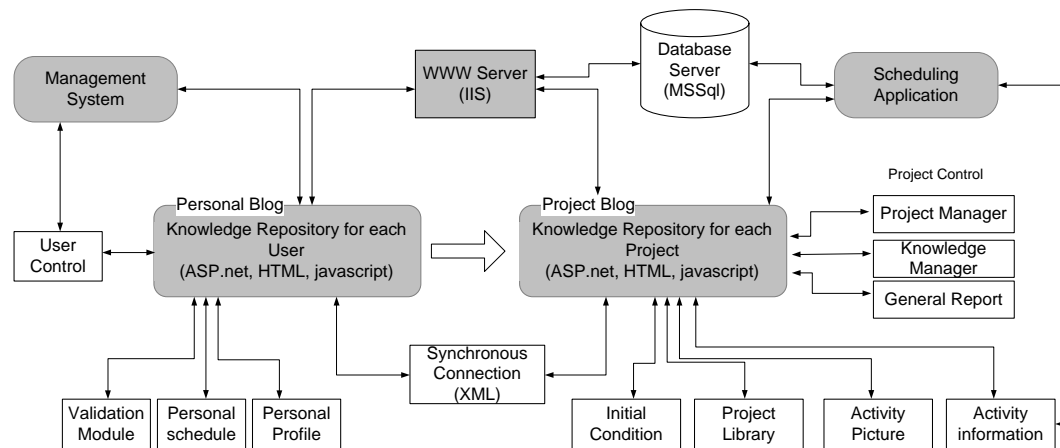 Management
System
WWW Server
(IIS)
Database
Server
(MSSql)
Scheduling
Application
Personal Blog
Knowledge Repository for each
User
(ASP.net, HTML, javascript)
Project Blog
Knowledge Repository for each
Project
(ASP.net, HTML, javascript)
Project Control
Project Manager
Knowledge
Manager
General Report
User
Control
Synchronous
Connection
(XML)
Validation
Module
Personal
schedule
Personal
Profile
Initial
Condition
Project
Library
Activity
Picture
Activity
information